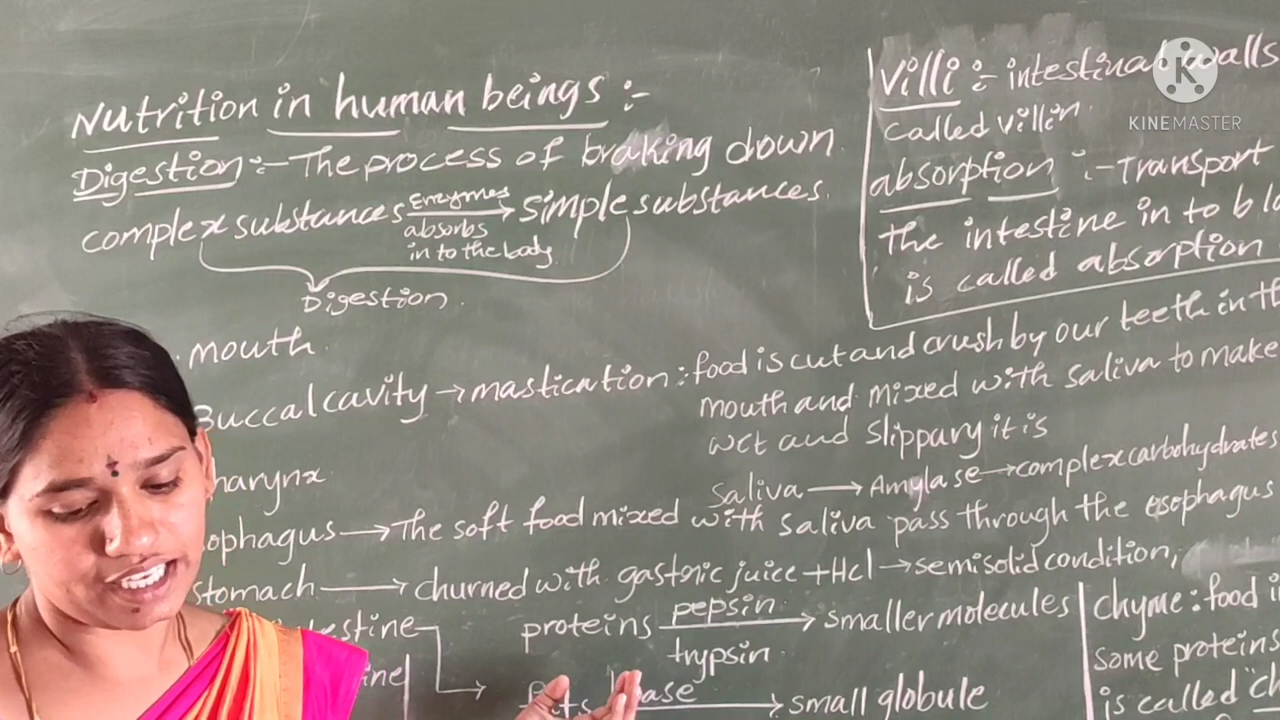 Nutrition in human beings :-
Digestion :- The process of braking down
complex substances Enzymes simple substances.
absorbs
in to the body
Digestion.
mouth.
Buccal cavity → mastication : food is cut and crush by our teeth in the
mouth and mixed with saliva to make
wet and slippary it is
harynx
saliva → Amylase → complex carbohydrates
ophagus → The soft food mixed with saliva pass through the esophagus
stomach → churned with gastric juice + Hcl → semisolid condition,
estine
proteins pepsin → smaller molecules
trypsin.
ine
→ small globule
Villi :- intestinal walls
called villin
absorption :- Transport
the intestine in to blo
is called absorption
chyme : food i
some proteins
is called "ch
K
KINEMASTER